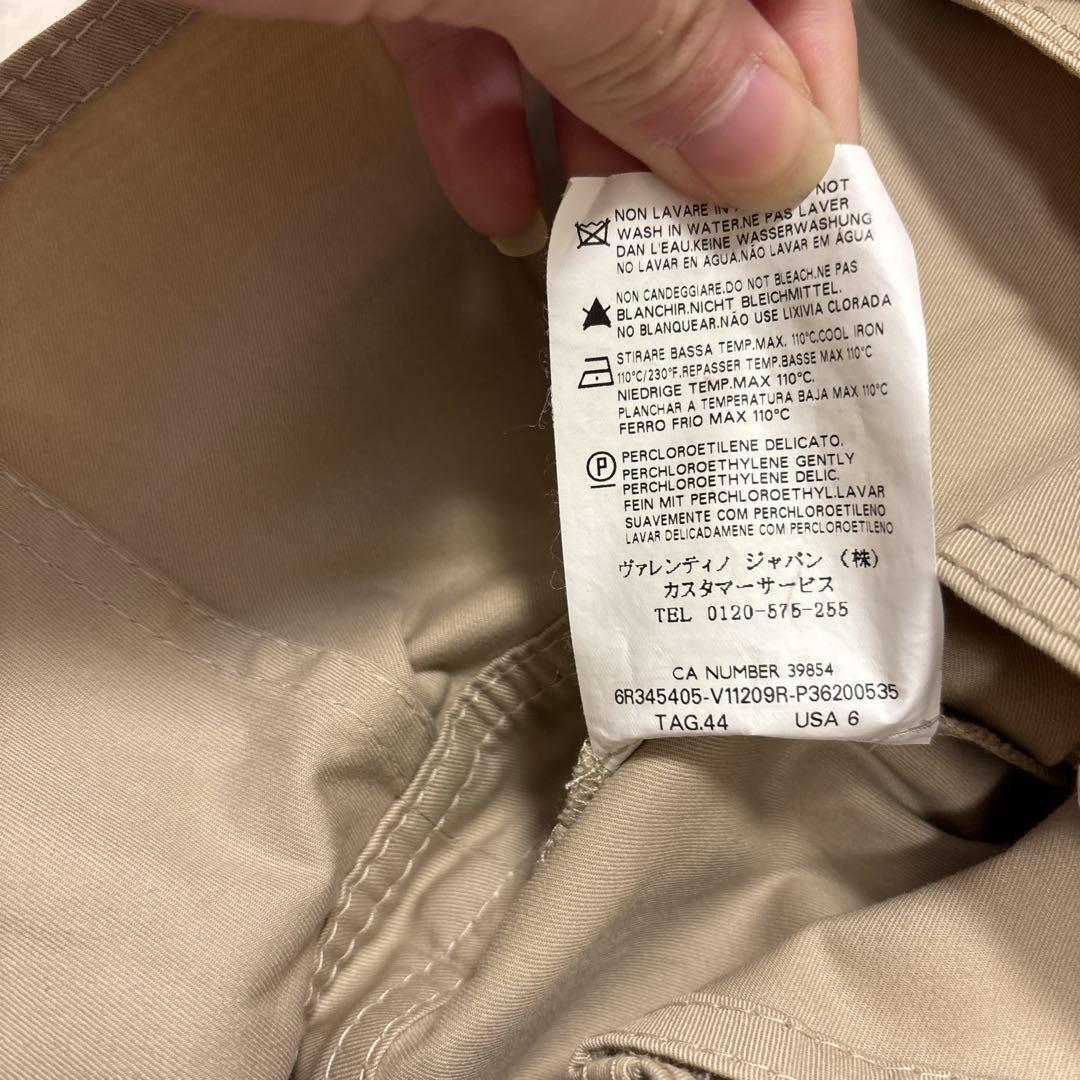 NON LAVARE IN NOT
WASH IN WATER.NE PAS LAVER
DAN L'EAU.KEINE WASSERWASHUNG
NO LAVAR EN AGUA.NÃO LAVAR EM ÁGUA
NON CANDEGGIARE.DO NOT BLEACH.NE PAS
BLANCHIR.NICHT BLEICHMITTEL.
NO BLANQUEAR.NÃO USE LIXIVIA CLORADA
STIRARE BASSA TEMP.MAX. 110°C.COOL IRON
110°C/230°F.REPASSER TEMP.BASSE MAX 110°C
NIEDRIGE TEMP.MAX 110°C.
PLANCHAR A TEMPERATURA BAJA MAX 110°C
FERRO FRIO MAX 110°C
P
PERCLOROETILENE DELICATO.
PERCHLOROETHYLENE GENTLY
PERCHLOROETHYLENE DELIC.
FEIN MIT PERCHLOROETHYL.LAVAR
SUAVEMENTE COM PERCHLOROETILENO
LAVAR DELICADAMENE COM PERCLOROETILENO
ヴァレンティノ ジャパン (株)
カスタマーサービス
TEL 0120-575-255
CA NUMBER 39854
6R345405-V11209R-P36200535
TAG.44 USA 6